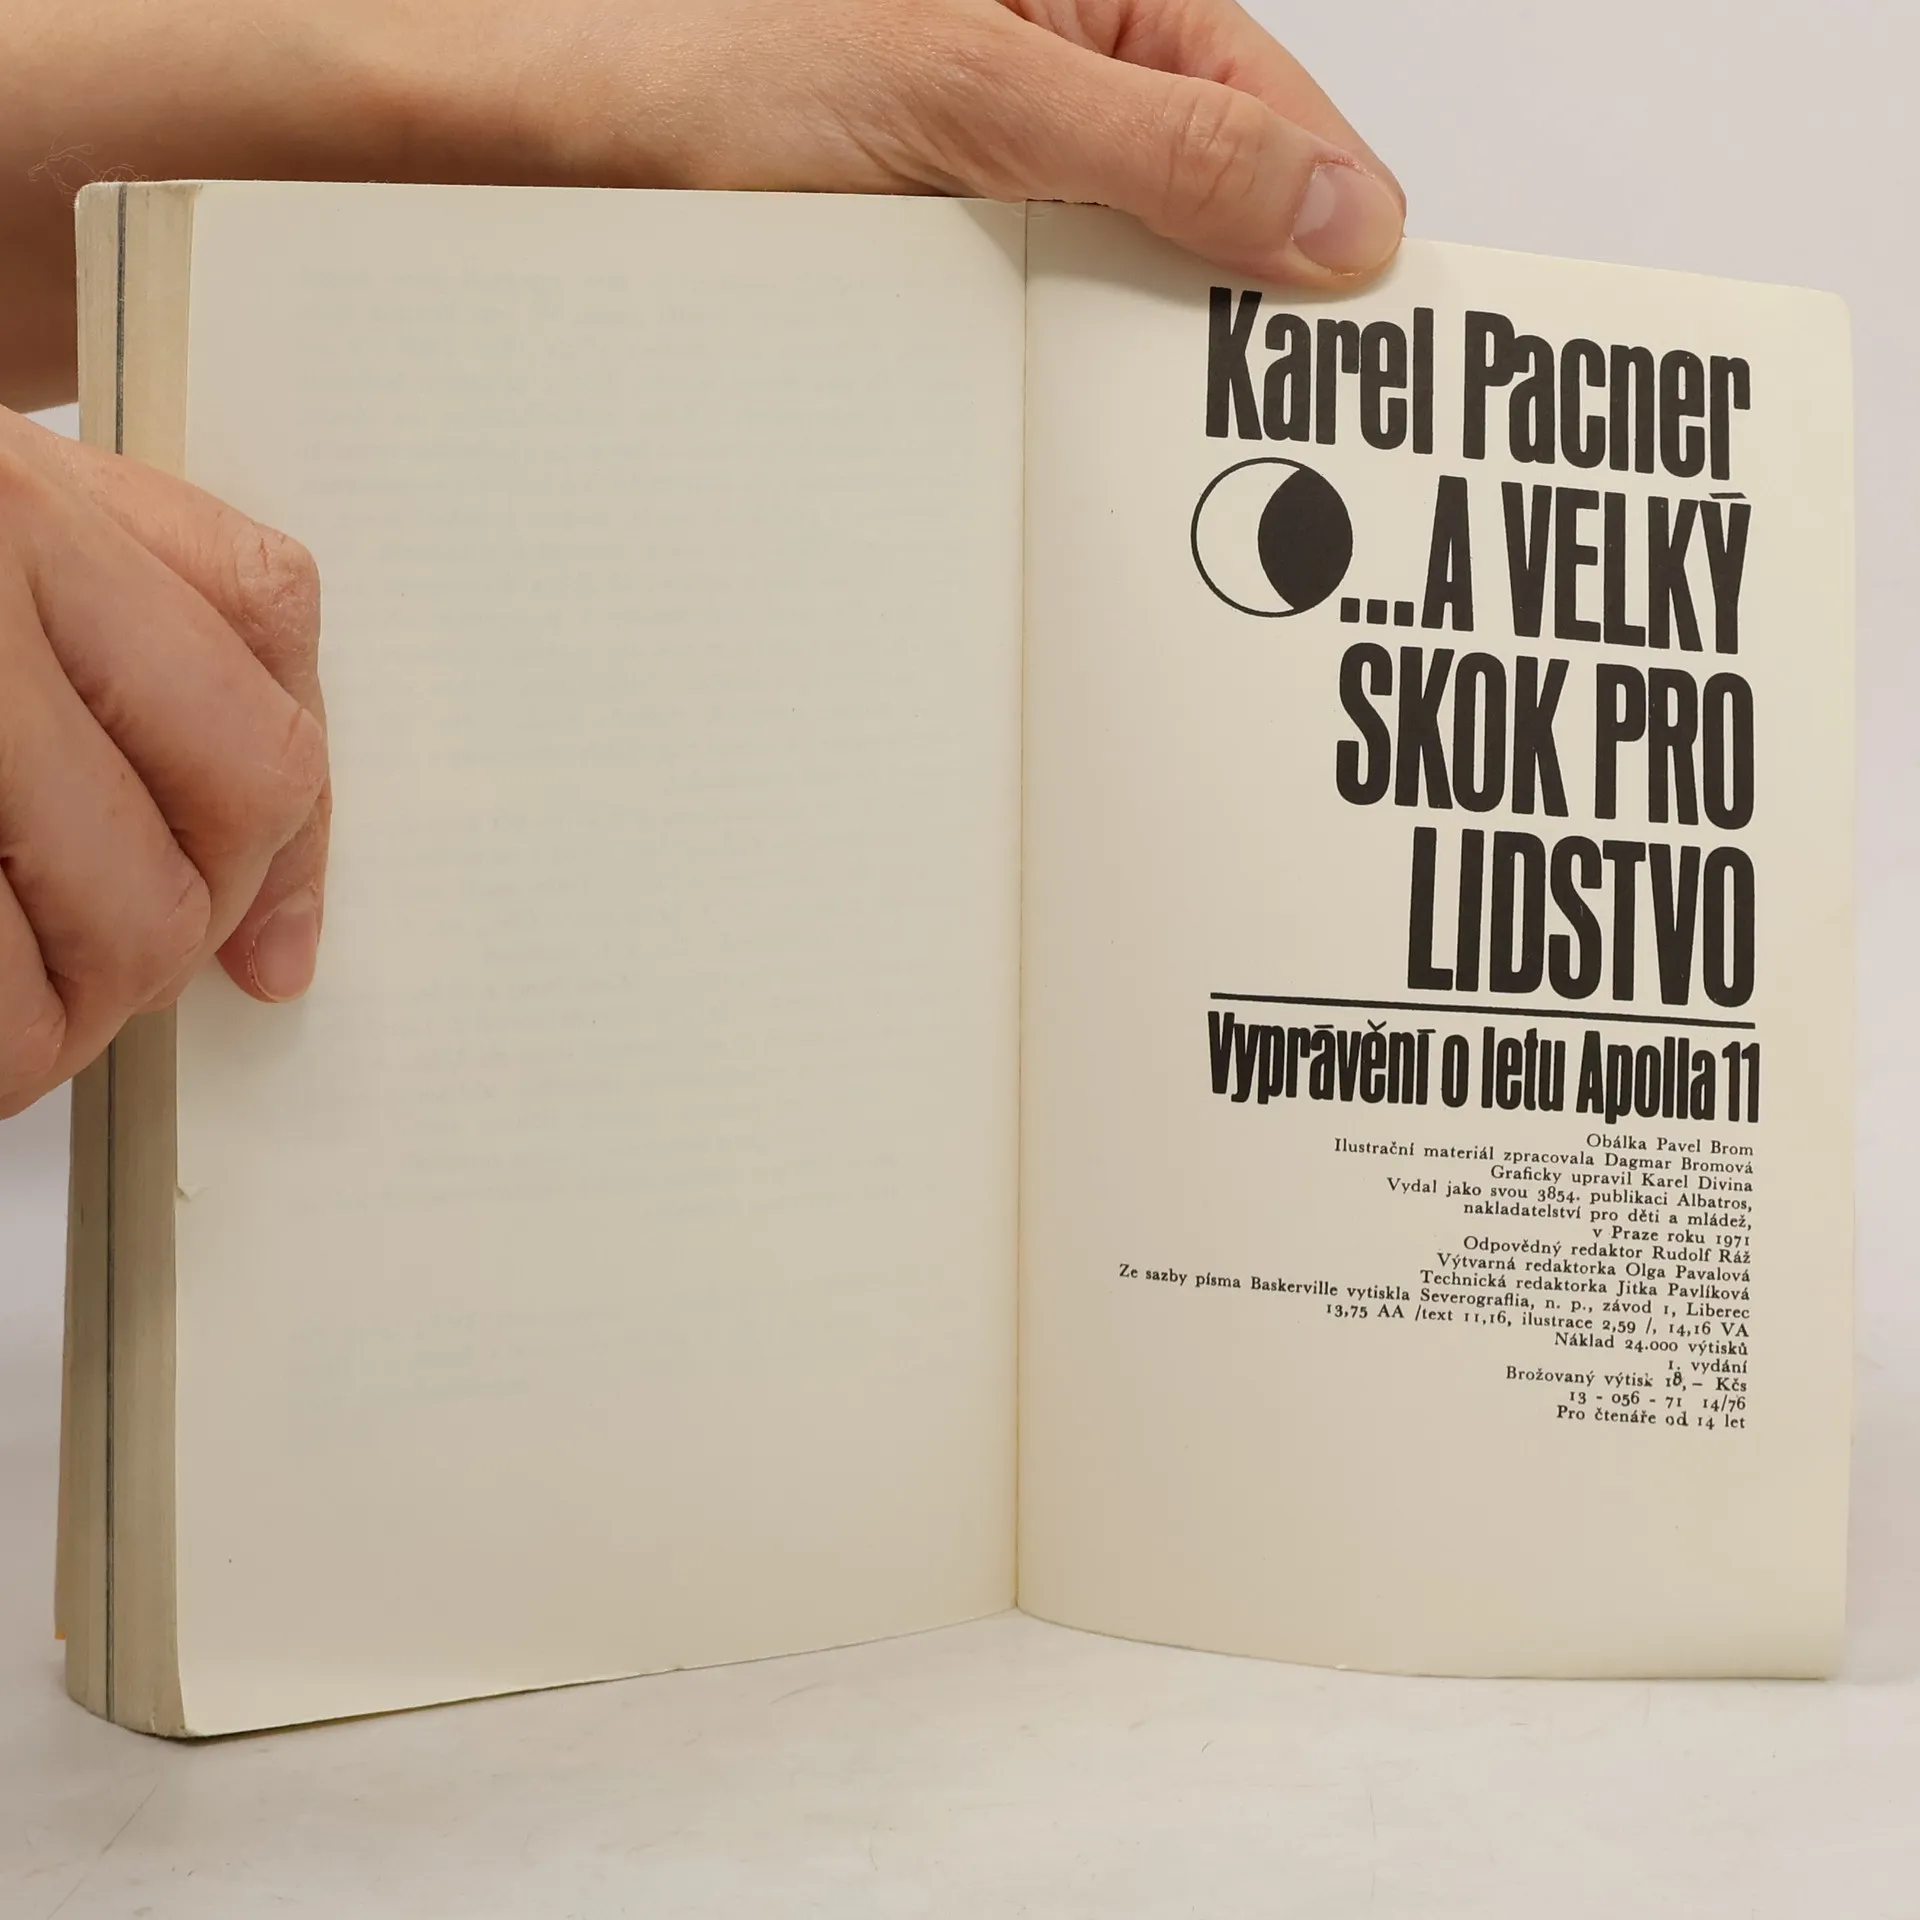 Karel Pacner
...A VELKÝ
SKOK PRO
LIDSTVO
Vyprávění o letu Apolla 11
Obálka Pavel Brom
Ilustrační materiál zpracovala Dagmar Bromová
Graficky upravil Karel Divina
Vydal jako svou 3854. publikaci Albatros,
nakladatelství pro děti a mládež,
v Praze roku 1971
Odpovědný redaktor Rudolf Ráž
Výtvarná redaktorka Olga Pavalová
Technická redaktorka Jitka Pavlíková
Ze sazby písma Baskerville vytiskla Severografia, n. p., závod 1, Liberec
13,75 AA /text 11,16, ilustrace 2,59 /, 14,16 VA
Náklad 24.000 výtisků
1. vydání
Brožovaný výtisk 18,– Kčs
13 - 056 - 71 14/76
Pro čtenáře od 14 let